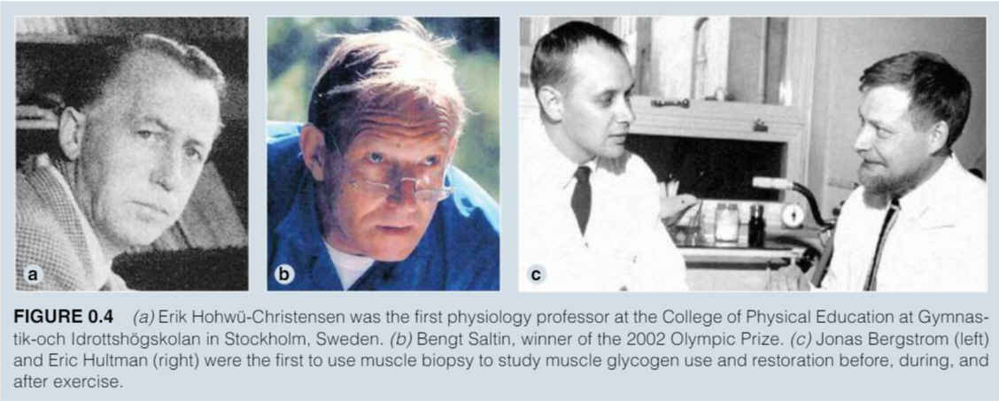 a
b
c
FIGURE 0.4 (a) Erik Hohwü-Christensen was the first physiology professor at the College of Physical Education at Gymnas-
tik-och Idrottshögskolan in Stockholm, Sweden. (b) Bengt Saltin, winner of the 2002 Olympic Prize. (c) Jonas Bergstrom (left)
and Eric Hultman (right) were the first to use muscle biopsy to study muscle glycogen use and restoration before, during, and
after exercise.